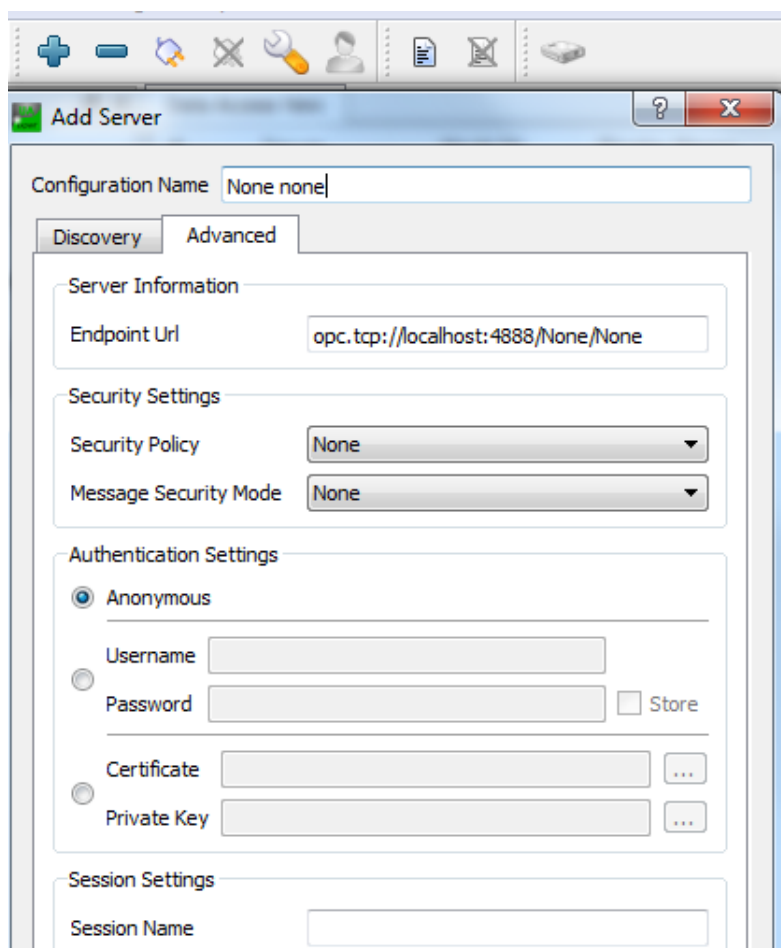 Add Server
?
X
Configuration Name None none
Discovery Advanced
Server Information
Endpoint Url opc.tcp://localhost:4888/None/None
Security Settings
Security Policy None
Message Security Mode None
Authentication Settings
Anonymous
Username
Password Store
Certificate ...
Private Key ...
Session Settings
Session Name